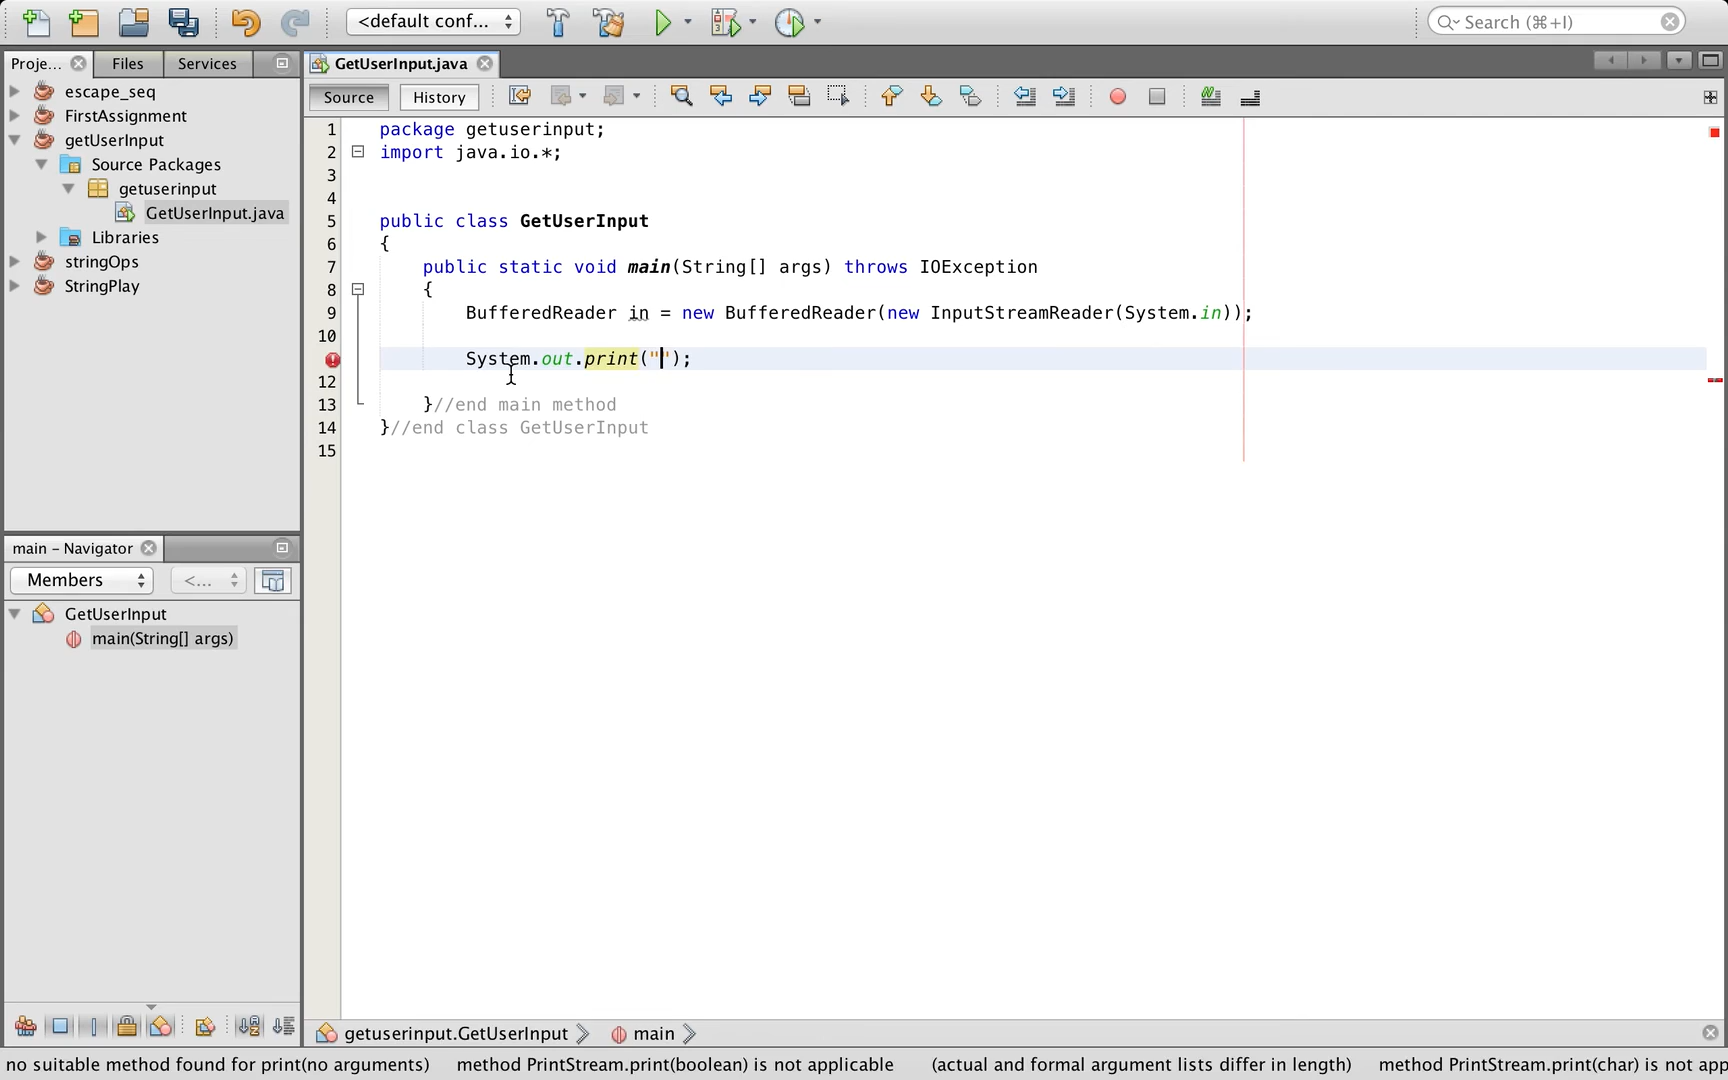 <default conf...
Search (⌘+I)
Proje...
Files
Services
GetUserInput.java
Source
History
escape_seq
FirstAssignment
getUserInput
Source Packages
getuserinput
GetUserInput.java
Libraries
stringOps
StringPlay
1 package getuserinput;
2 import java.io.*;
3
4
5 public class GetUserInput
6 {
7 public static void main(String[] args) throws IOException
8 {
9 BufferedReader in = new BufferedReader(new InputStreamReader(System.in));
10
System.out.print("");
12
13 }//end main method
14 }//end class GetUserInput
15
main - Navigator
Members
<...
GetUserInput
main(String[] args)
getuserinput.GetUserInput
main
no suitable method found for print(no arguments) method PrintStream.print(boolean) is not applicable (actual and formal argument lists differ in length) method PrintStream.print(char) is not app